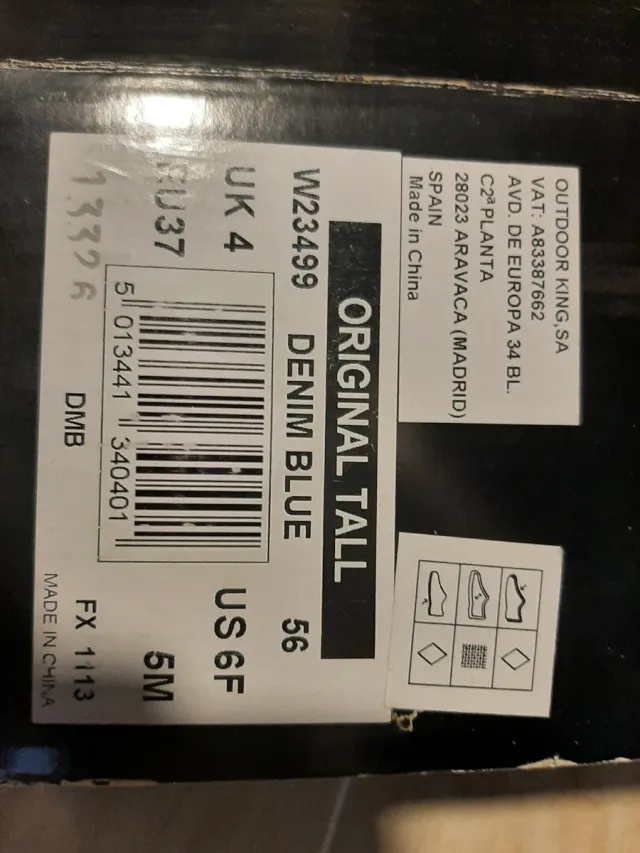 OUTDOOR KING,SA
VAT: A83387662
AVD. DE EUROPA 34 BL.
C2ª PLANTA
28023 ARAVACA (MADRID)
SPAIN
Made in China
ORIGINAL TALL
W23499 DENIM BLUE 56
UK 4 US 6F
EU37 5M
5 013441 340401
13326
DMB FX 1113
MADE IN CHINA